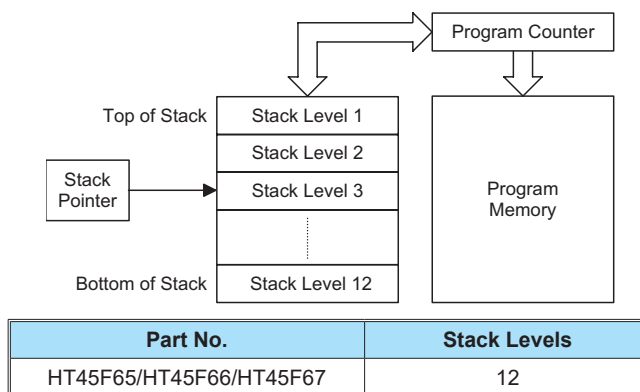 Program Counter
Top of Stack
Stack Level 1
Stack Level 2
Stack
Pointer
Stack Level 3
Program
Memory
Bottom of Stack
Stack Level 12
Part No. Stack Levels
HT45F65/HT45F66/HT45F67 12